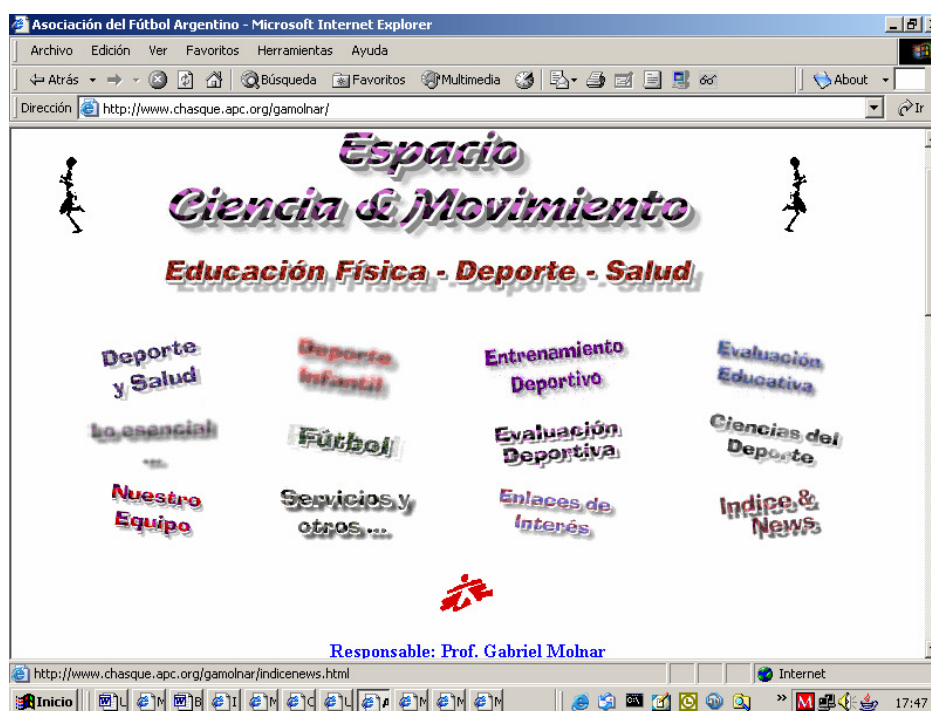 Asociación del Fútbol Argentino - Microsoft Internet Explorer
Archivo Edición Ver Favoritos Herramientas Ayuda
Atrás Búsqueda Favoritos Multimedia About
Dirección http://www.chasque.apc.org/gamolnar/ Ir
Espacio
Ciencia & Movimiento
Educación Física - Deporte - Salud
Deporte y Salud
Deporte Infantil
Entrenamiento Deportivo
Evaluación Educativa
Lo esencial ...
Fútbol
Evaluación Deportiva
Ciencias del Deporte
Nuestro Equipo
Servicios y otros ...
Enlaces de Interés
Indice & News
Responsable: Prof. Gabriel Molnar
http://www.chasque.apc.org/gamolnar/indicenews.html Internet
Inicio 17:47